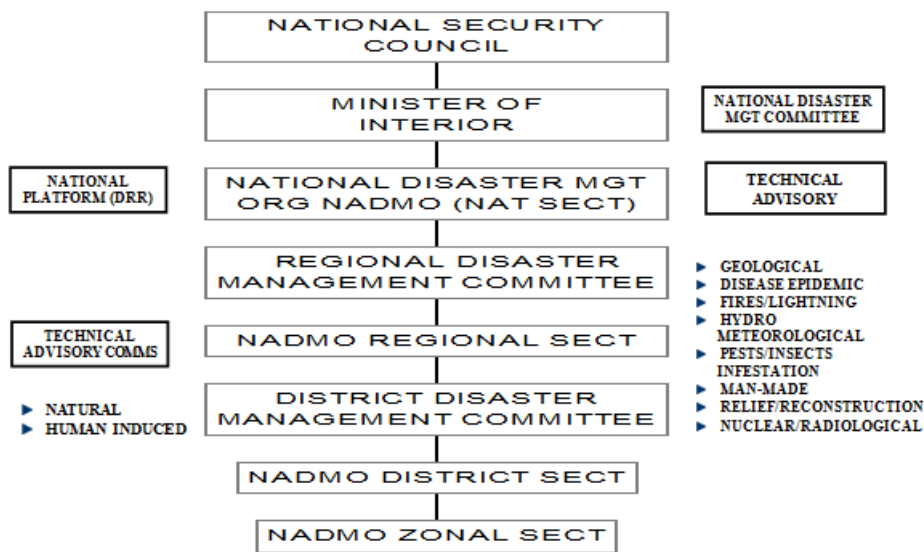 NATIONAL SECURITY
COUNCIL
MINISTER OF
INTERIOR
NATIONAL DISASTER
MGT COMMITTEE
NATIONAL
PLATFORM (DRR)
NATIONAL DISASTER MGT
ORG NADMO (NAT SECT)
TECHNICAL
ADVISORY
REGIONAL DISASTER
MANAGEMENT COMMITTEE
GEOLOGICAL
DISEASE EPIDEMIC
FIRES/LIGHTNING
HYDRO
METEOROLOGICAL
PESTS/INSECTS
INFESTATION
MAN-MADE
RELIEF/RECONSTRUCTION
NUCLEAR/RADIOLOGICAL
TECHNICAL
ADVISORY COMMS
NADMO REGIONAL SECT
NATURAL
HUMAN INDUCED
DISTRICT DISASTER
MANAGEMENT COMMITTEE
NADMO DISTRICT SECT
NADMO ZONAL SECT